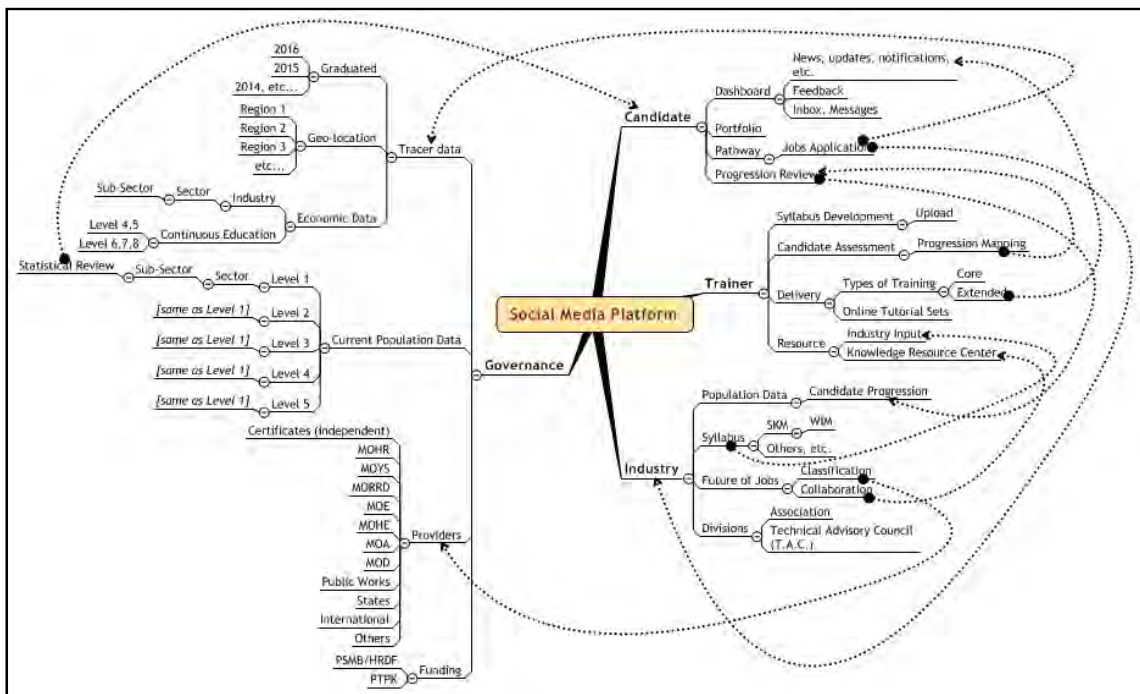 Social Media Platform
Candidate
Dashboard
News, updates, notifications,
etc.
Feedback
Inbox, Messages
Portfolio
Pathway
Jobs Application
Progression Review
Trainer
Syllabus Development
Upload
Candidate Assessment
Progression Mapping
Delivery
Types of Training
Core
Extended
Online Tutorial Sets
Resource
Industry Input
Knowledge Resource Center
Industry
Population Data
Candidate Progression
Syllabus
SKM
WIM
Others, etc.
Future of Jobs
Classification
Collaboration
Divisions
Association
Technical Advisory Council
(T.A.C.)
Governance
Tracer data
Graduated
2016
2015
2014, etc...
Geo-location
Region 1
Region 2
Region 3
etc...
Economic Data
Industry
Sector
Sub-Sector
Continuous Education
Level 4,5
Level 6,7,8
Current Population Data
Level 1
Sector
Sub-Sector
Statistical Review
Level 2
[same as Level 1]
Level 3
[same as Level 1]
Level 4
[same as Level 1]
Level 5
[same as Level 1]
Providers
Certificates (Independent)
MOHR
MOYS
MORRD
MOE
MOHE
MOA
MOD
Public Works
States
International
Others
Funding
PSMB/HRDF
PTPK